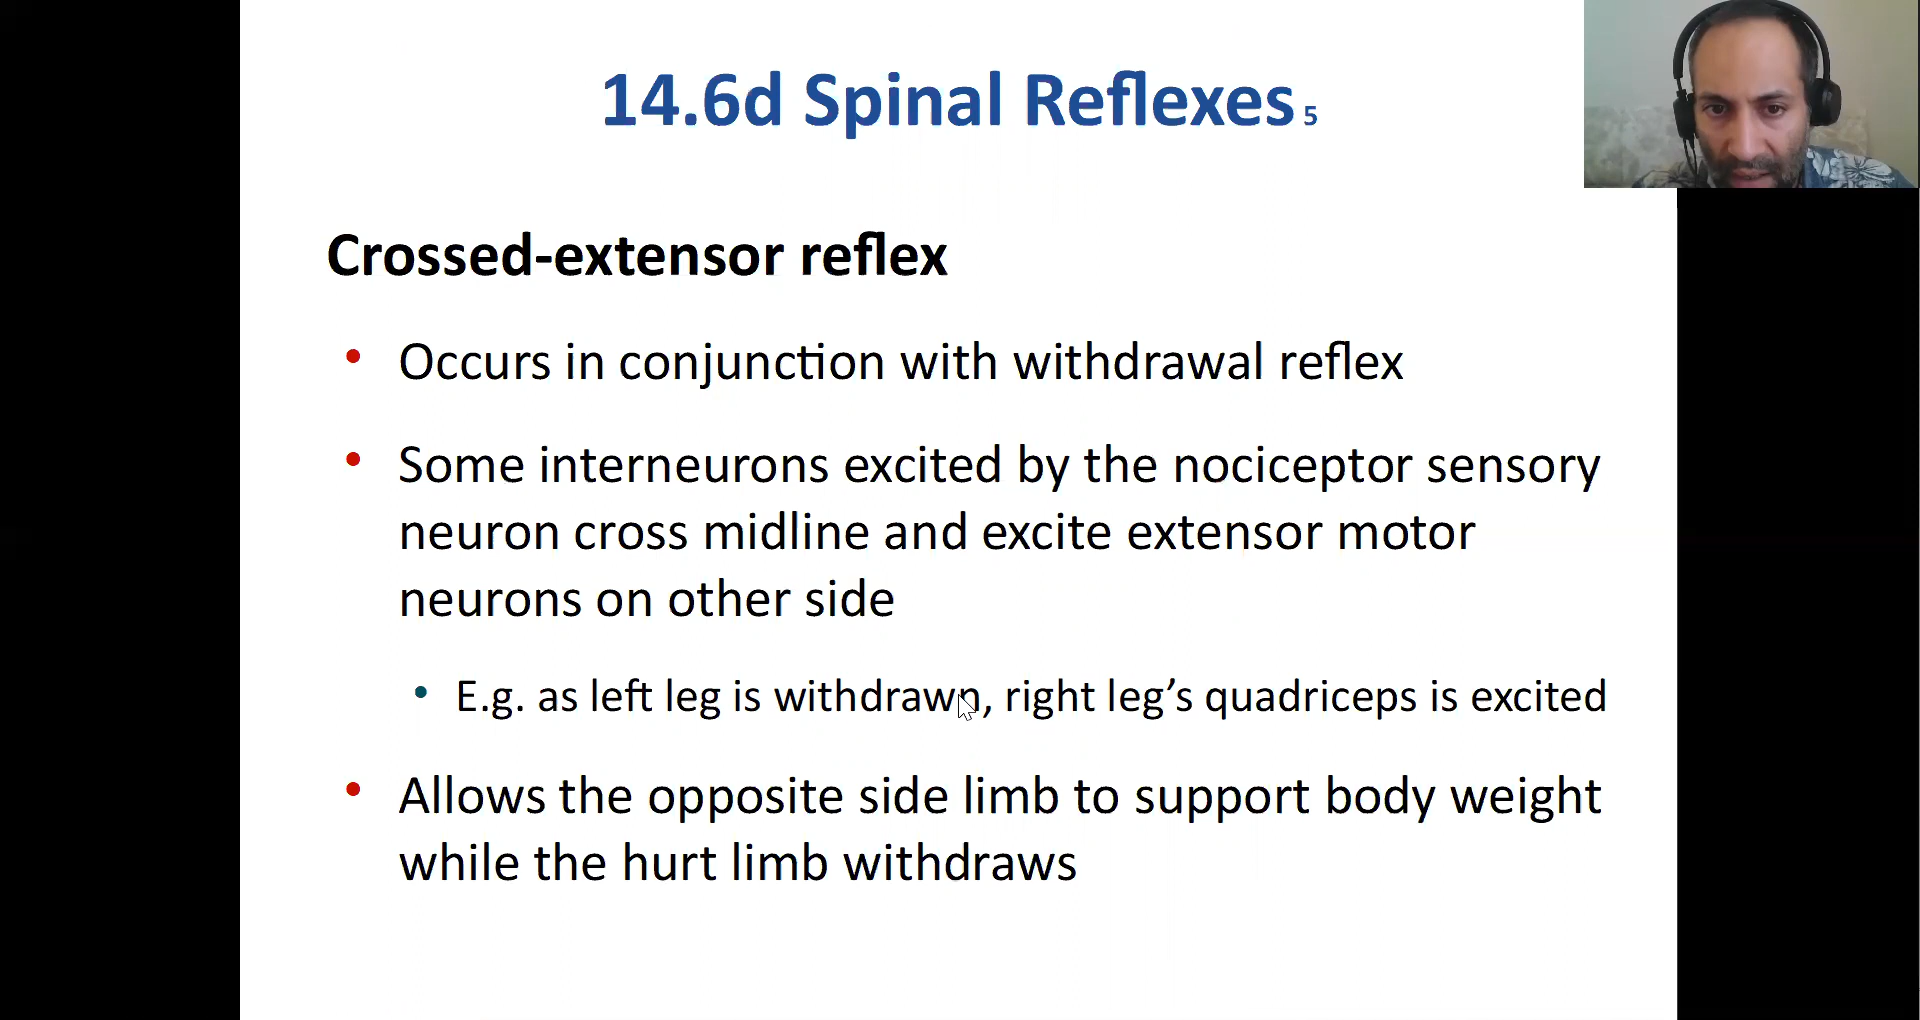 14.6d Spinal Reflexes 5
Crossed-extensor reflex
• Occurs in conjunction with withdrawal reflex
• Some interneurons excited by the nociceptor sensory
neuron cross midline and excite extensor motor
neurons on other side
• E.g. as left leg is withdrawn, right leg’s quadriceps is excited
• Allows the opposite side limb to support body weight
while the hurt limb withdraws